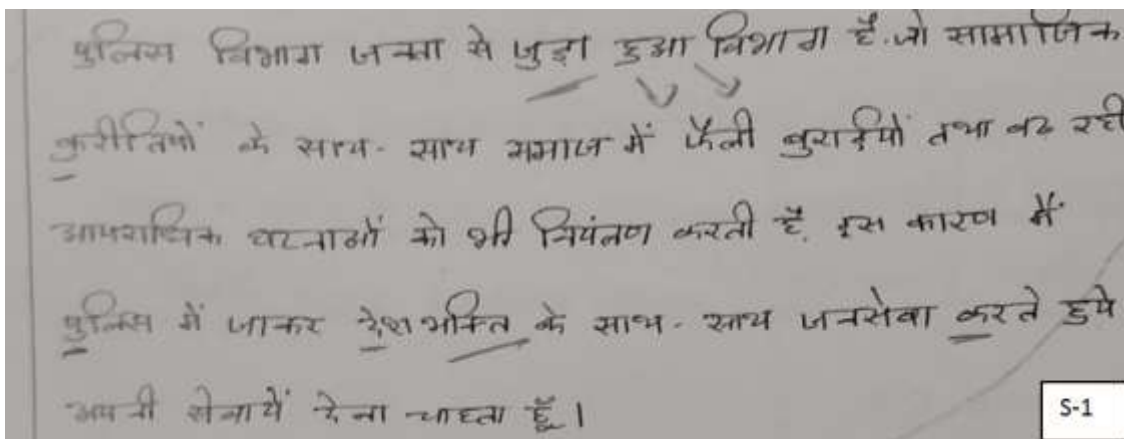 पुलिस विभाग जनता से जुड़ा हुआ विभाग है. जो सामाजिक
कुरीतियों के साथ-साथ समाज में फैली बुराईयों तथा बढ रही
आपराधिक घटनाओं को भी नियंत्रण करती है. इस कारण मैं
पुलिस में जाकर देशभक्ति के साथ-साथ जनसेवा करते हुये
अपनी सेवायें देना चाहता हूँ।
S-1